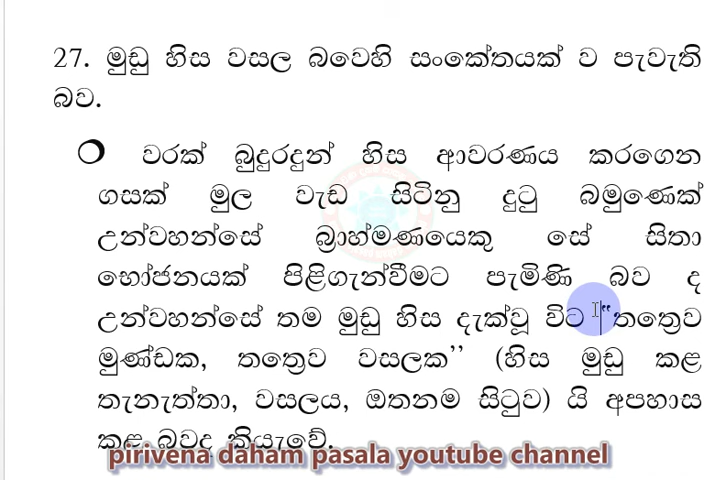 27. මුඩු හිස වසල බවෙහි සංකේතයක් ව පැවැති
බව.
වරක් බුදුරදුන් හිස ආවරණය කරගෙන
ගසක් මුල වැඩ සිටිනු දුටු බමුණෙක්
උන්වහන්සේ බ්‍රාහ්මණයෙකු සේ සිතා
භෝජනයක් පිළිගැන්වීමට පැමිණි බව ද
උන්වහන්සේ තම මුඩු හිස දැක්වූ විට “තත්‍රෙව
මුණ්ඩක, තත්‍රෙව වසලක’’ (හිස මුඩු කළ
තැනැත්තා, වසලය, ඔතනම සිටුව) යි අපහාස
කළ බවද කියැවේ.
pirivena daham pasala youtube channel